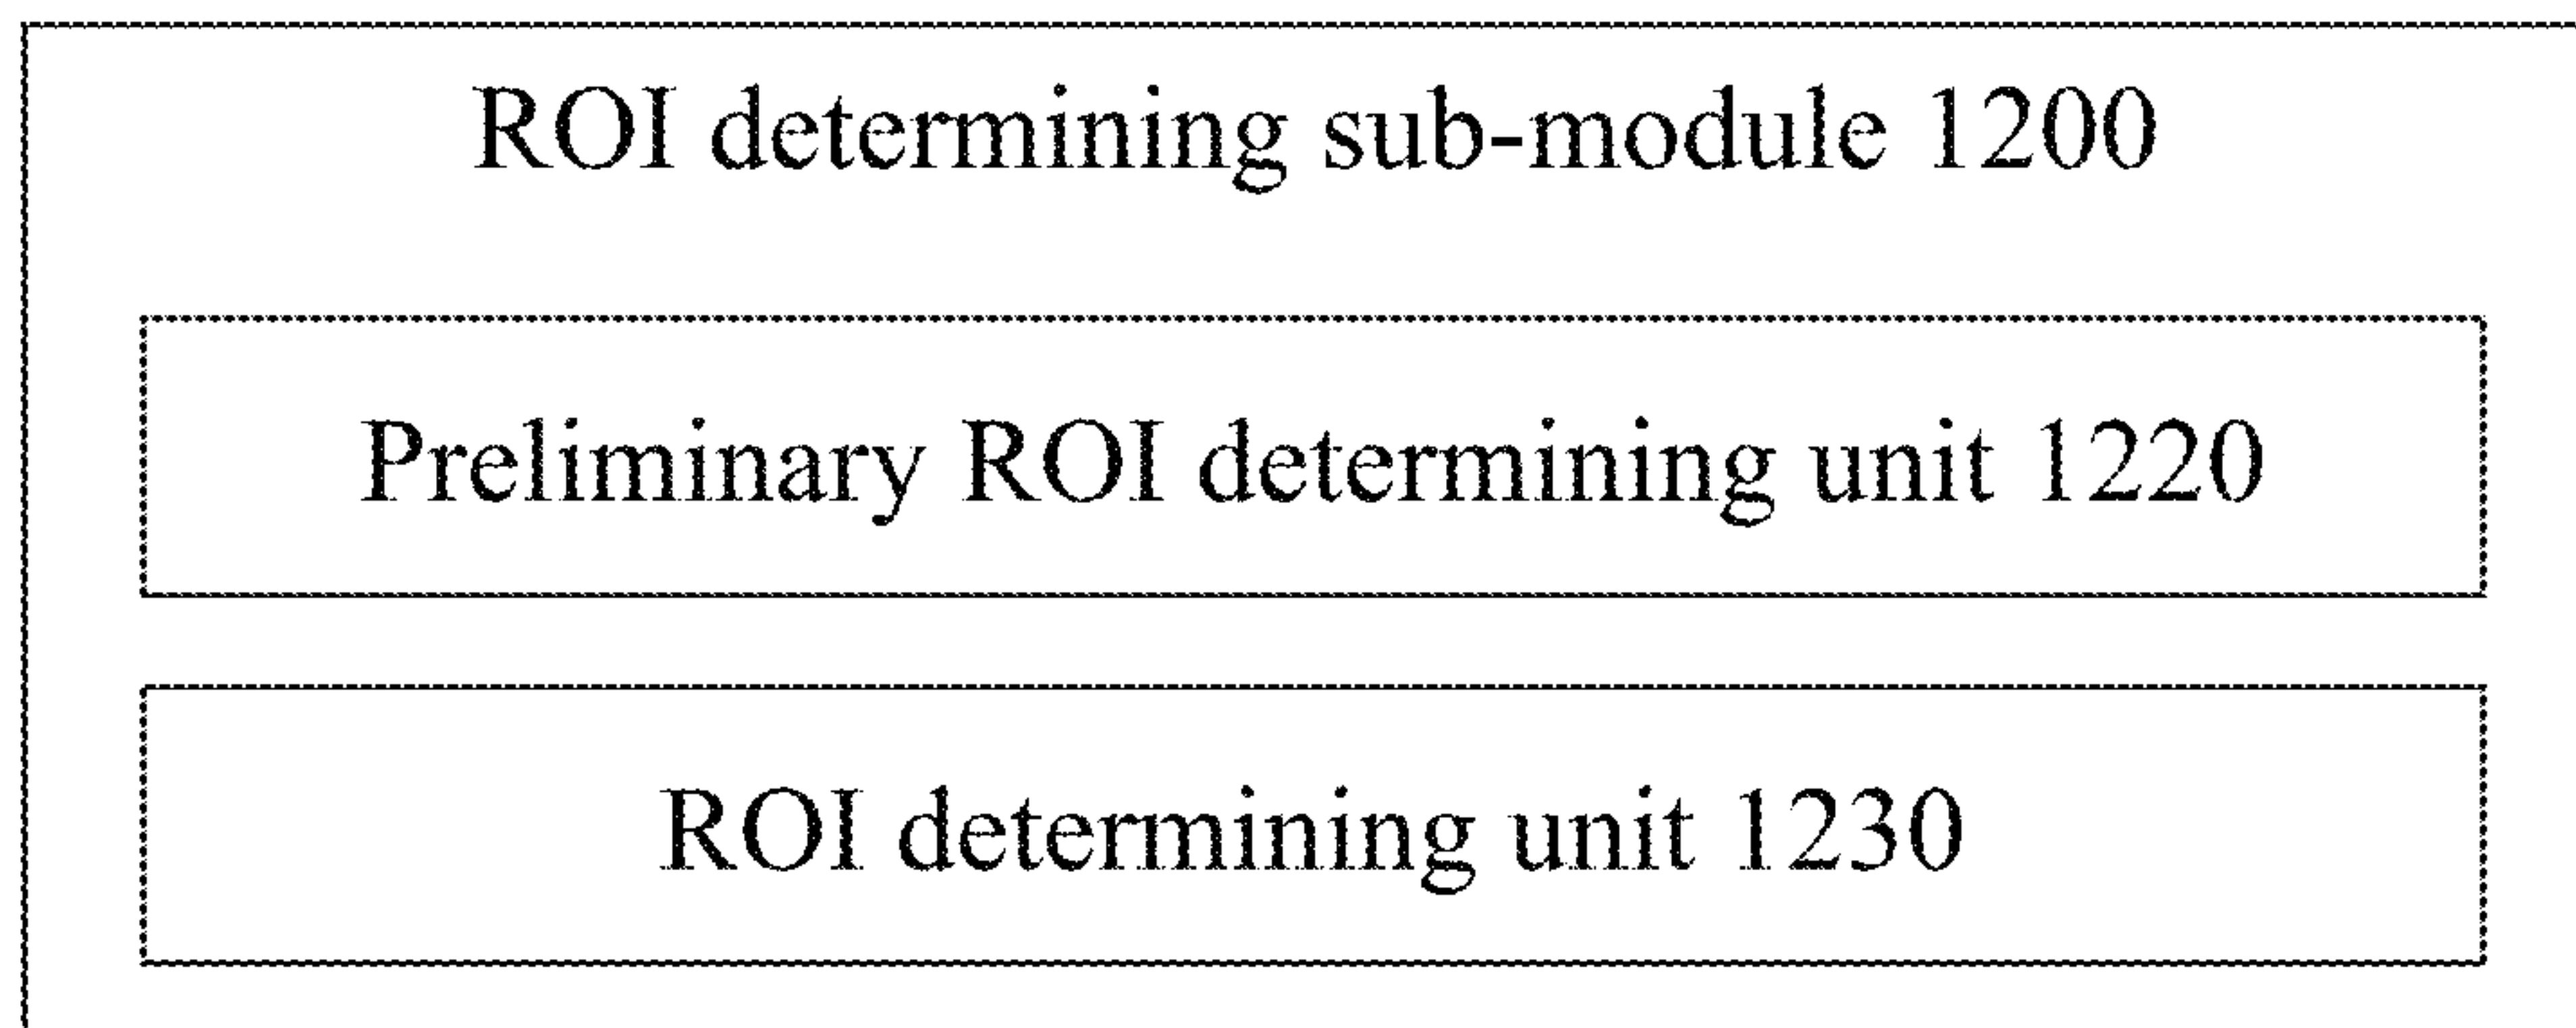 ROI determining sub-module 1200
Preliminary ROI determining unit 1220
ROI determining unit 1230